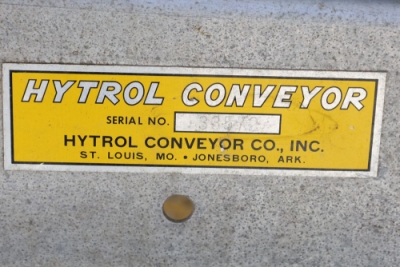 HYTROL CONVEYOR
SERIAL NO.
HYTROL CONVEYOR CO., INC.
ST. LOUIS, MO. • JONESBORO, ARK.